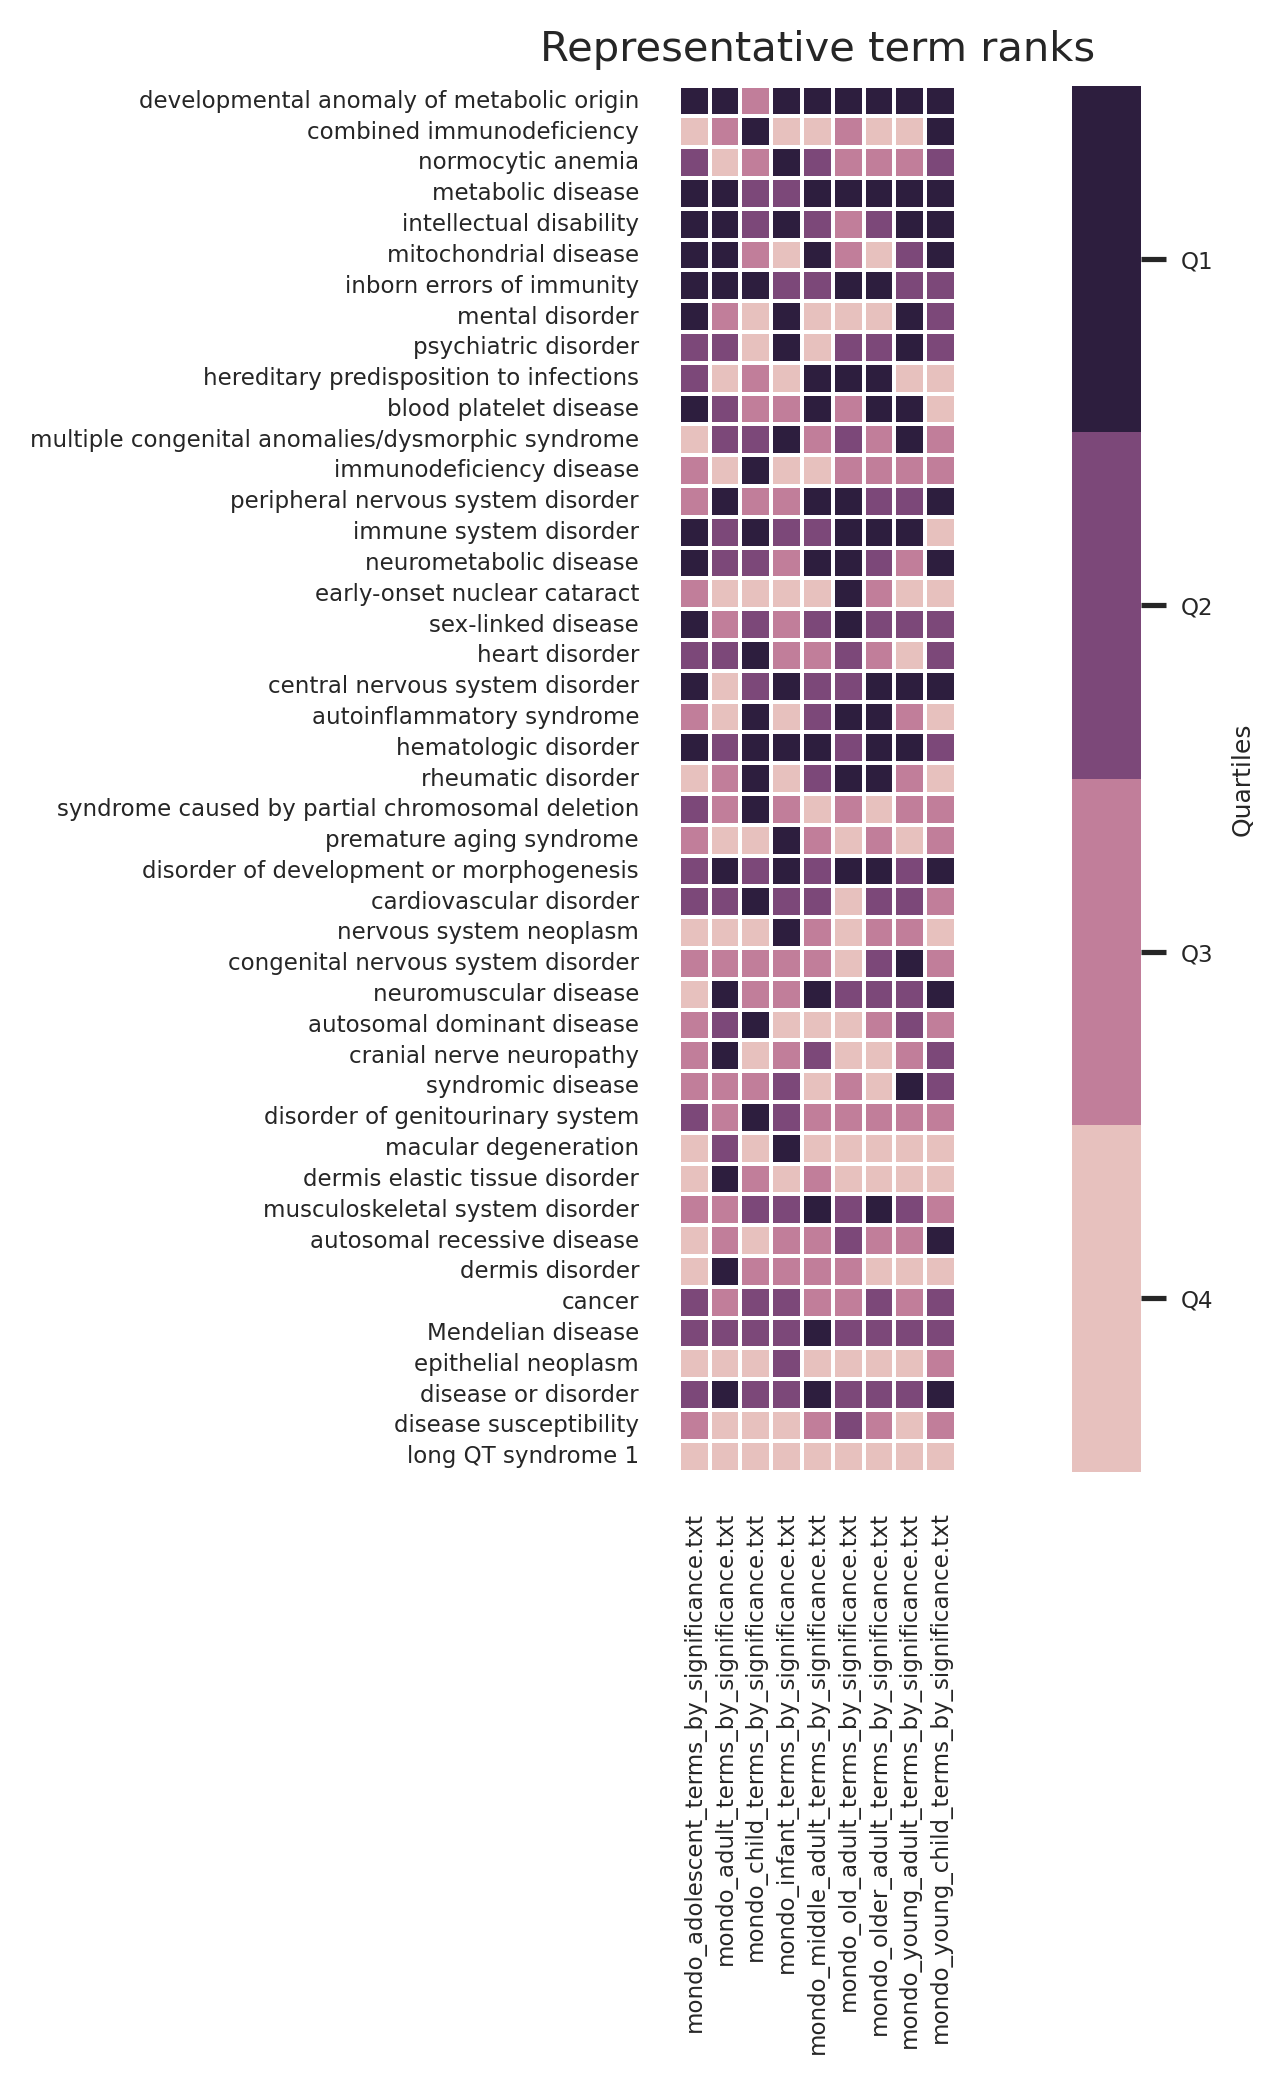 Representative term ranks
developmental anomaly of metabolic origin
combined immunodeficiency
normocytic anemia
metabolic disease
intellectual disability
mitochondrial disease
inborn errors of immunity
mental disorder
psychiatric disorder
hereditary predisposition to infections
blood platelet disease
multiple congenital anomalies/dysmorphic syndrome
immunodeficiency disease
peripheral nervous system disorder
immune system disorder
neurometabolic disease
early-onset nuclear cataract
sex-linked disease
heart disorder
central nervous system disorder
autoinflammatory syndrome
hematologic disorder
rheumatic disorder
syndrome caused by partial chromosomal deletion
premature aging syndrome
disorder of development or morphogenesis
cardiovascular disorder
nervous system neoplasm
congenital nervous system disorder
neuromuscular disease
autosomal dominant disease
cranial nerve neuropathy
syndromic disease
disorder of genitourinary system
macular degeneration
dermis elastic tissue disorder
musculoskeletal system disorder
autosomal recessive disease
dermis disorder
cancer
Mendelian disease
epithelial neoplasm
disease or disorder
disease susceptibility
long QT syndrome 1
mondo_adolescent_terms_by_significance.txt
mondo_adult_terms_by_significance.txt
mondo_child_terms_by_significance.txt
mondo_infant_terms_by_significance.txt
mondo_middle_adult_terms_by_significance.txt
mondo_old_adult_terms_by_significance.txt
mondo_older_adult_terms_by_significance.txt
mondo_young_adult_terms_by_significance.txt
mondo_young_child_terms_by_significance.txt
Q1
Q2
Q3
Q4
Quartiles